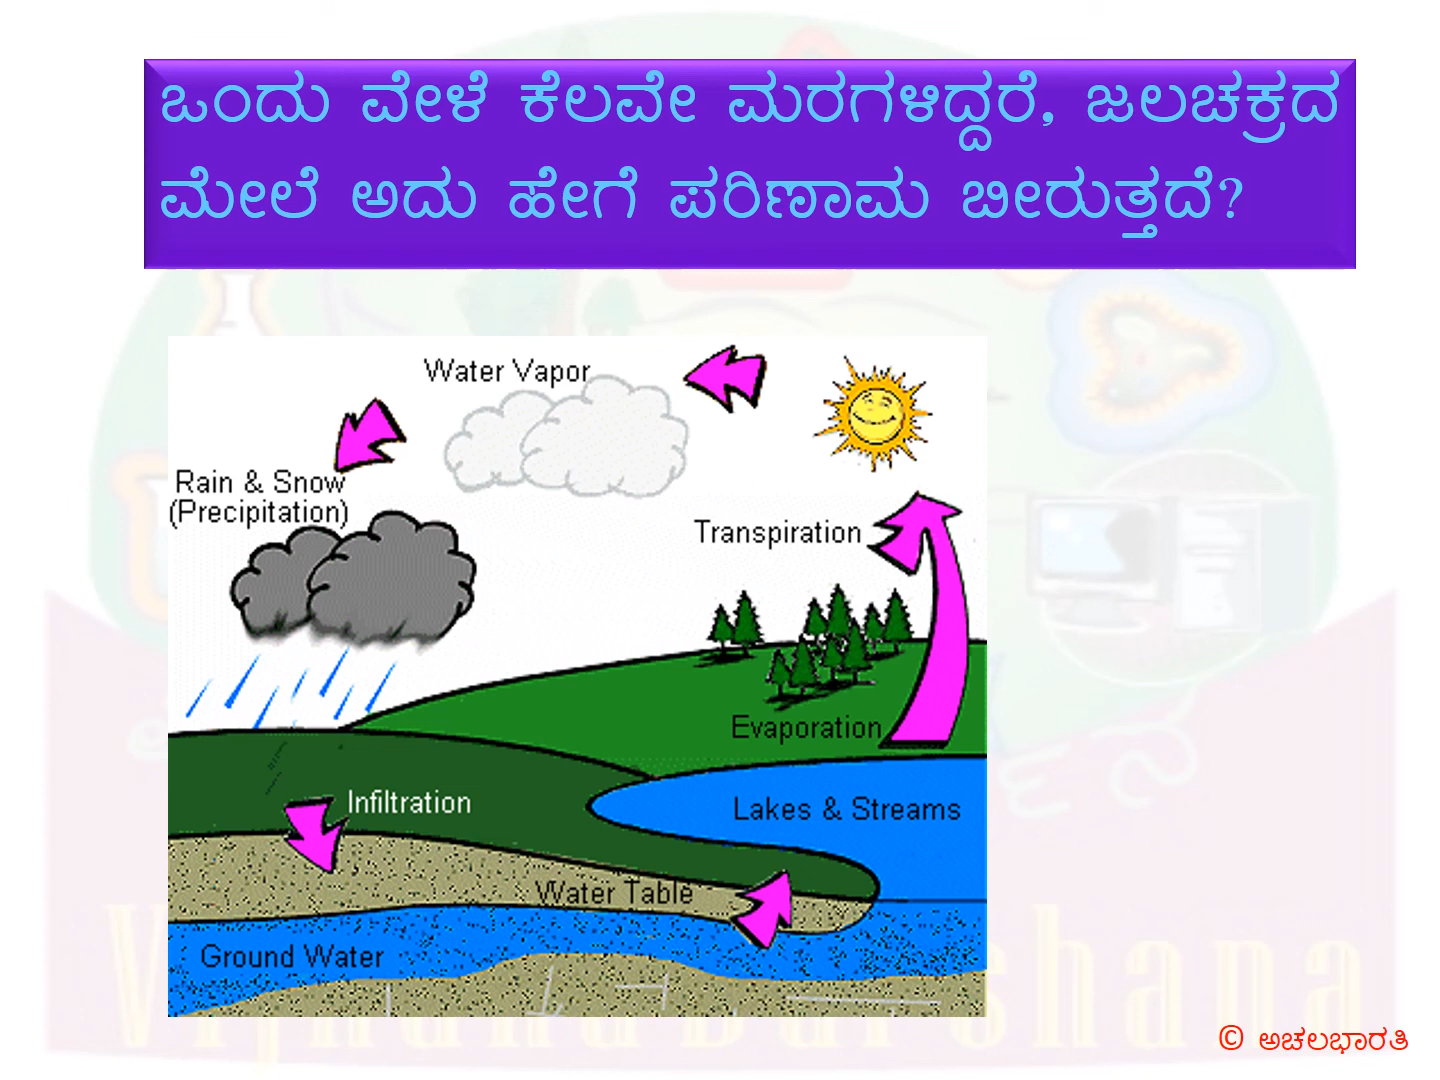 ಒಂದು ವೇಳೆ ಕೆಲವೇ ಮರಗಳಿದ್ದರೆ, ಜಲಚಕ್ರದ
ಮೇಲೆ ಅದು ಹೇಗೆ ಪರಿಣಾಮ ಬೀರುತ್ತದೆ?
Water Vapor
Rain & Snow
(Precipitation)
Transpiration
Evaporation
Infiltration
Lakes & Streams
Water Table
Ground Water
© ಅಚಲಭಾರತಿ